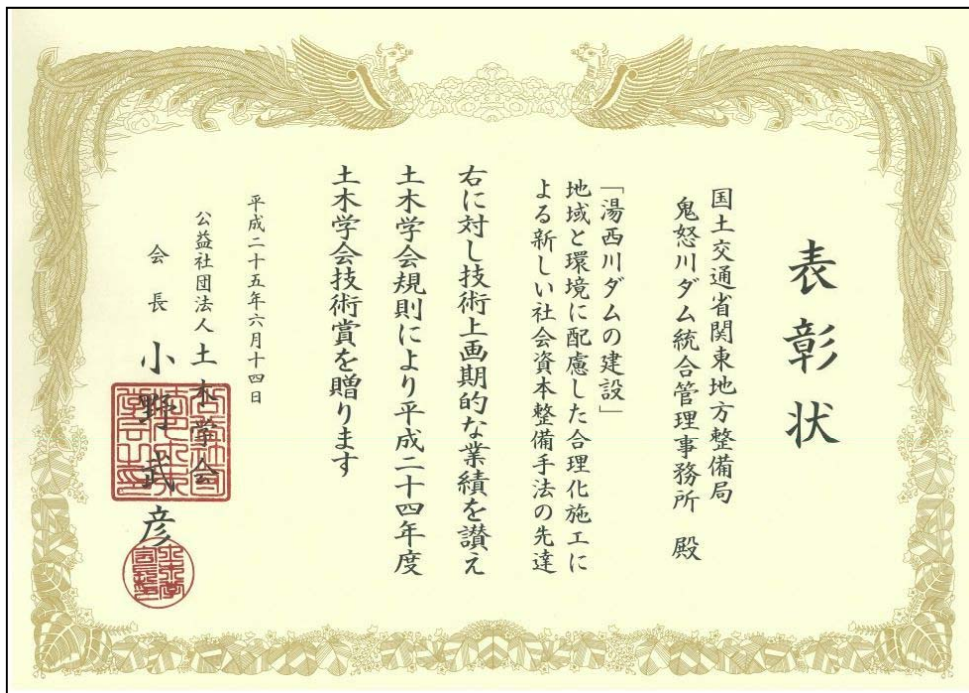 表彰状
国土交通省関東地方整備局
鬼怒川ダム統合管理事務所 殿
「湯西川ダムの建設」
地域と環境に配慮した合理化施工に
よる新しい社会資本整備手法の先達
右に対し技術上画期的な業績を讃え
土木学会規則により平成二十四年度
土木学会技術賞を贈ります
平成二十五年六月十四日
公益社団法人 土木学会
会長 小野武彦